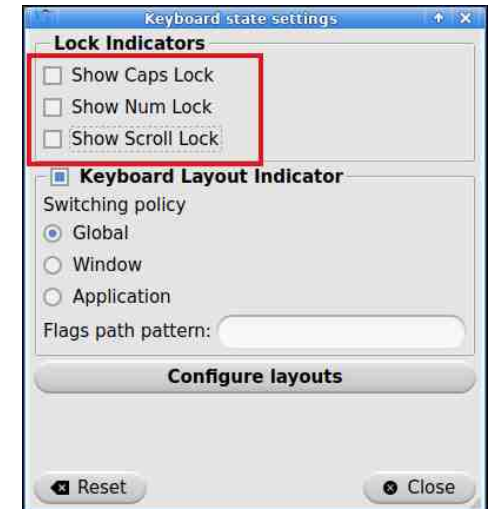 Keyboard state settings
Lock Indicators
Show Caps Lock
Show Num Lock
Show Scroll Lock
Keyboard Layout Indicator
Switching policy
Global
Window
Application
Flags path pattern:
Configure layouts
Reset
Close